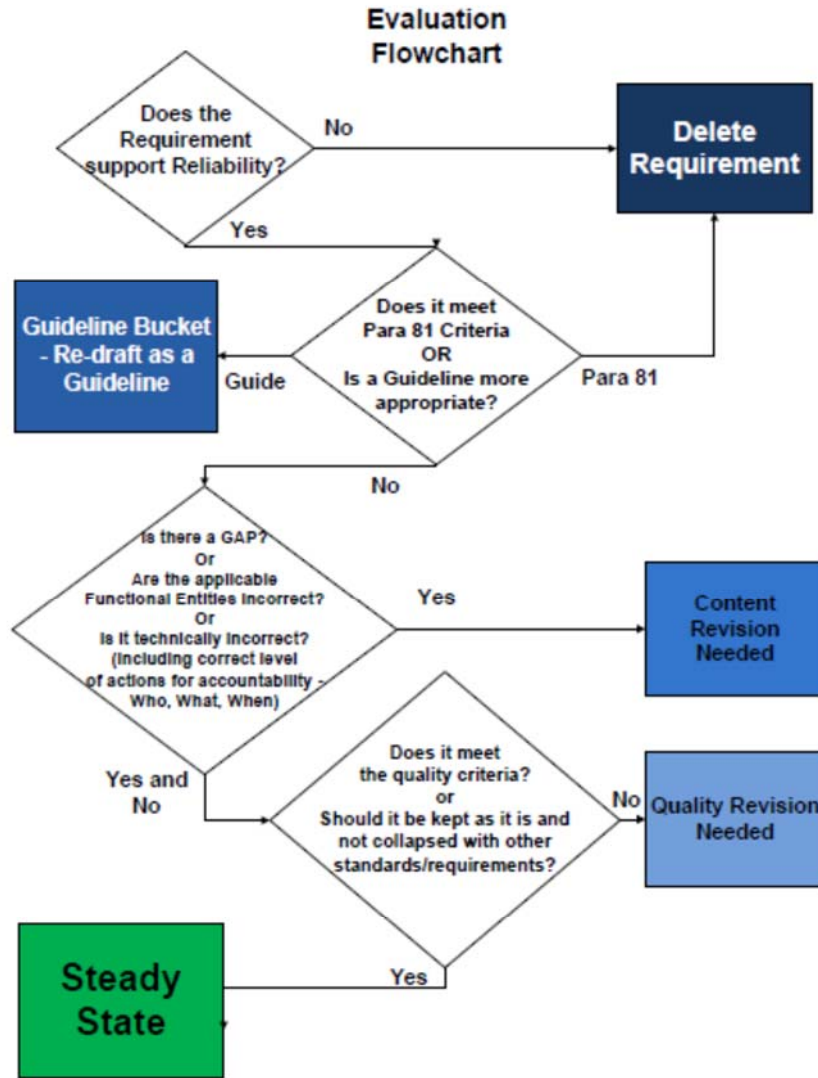 Evaluation
Flowchart
Does the
Requirement
support Reliability?
No
Delete
Requirement
Yes
Guideline Bucket
- Re-draft as a
Guideline
Guide
Does it meet
Para 81 Criteria
OR
Is a Guideline more
appropriate?
Para 81
No
Is there a GAP?
Or
Are the applicable
Functional Entities Incorrect?
Or
Is it technically incorrect?
(Including correct level
of actions for accountability -
Who, What, When)
Yes
Content
Revision
Needed
Yes and
No
Does it meet
the quality criteria?
or
Should it be kept as it is and
not collapsed with other
standards/requirements?
No
Quality Revision
Needed
Yes
Steady
State